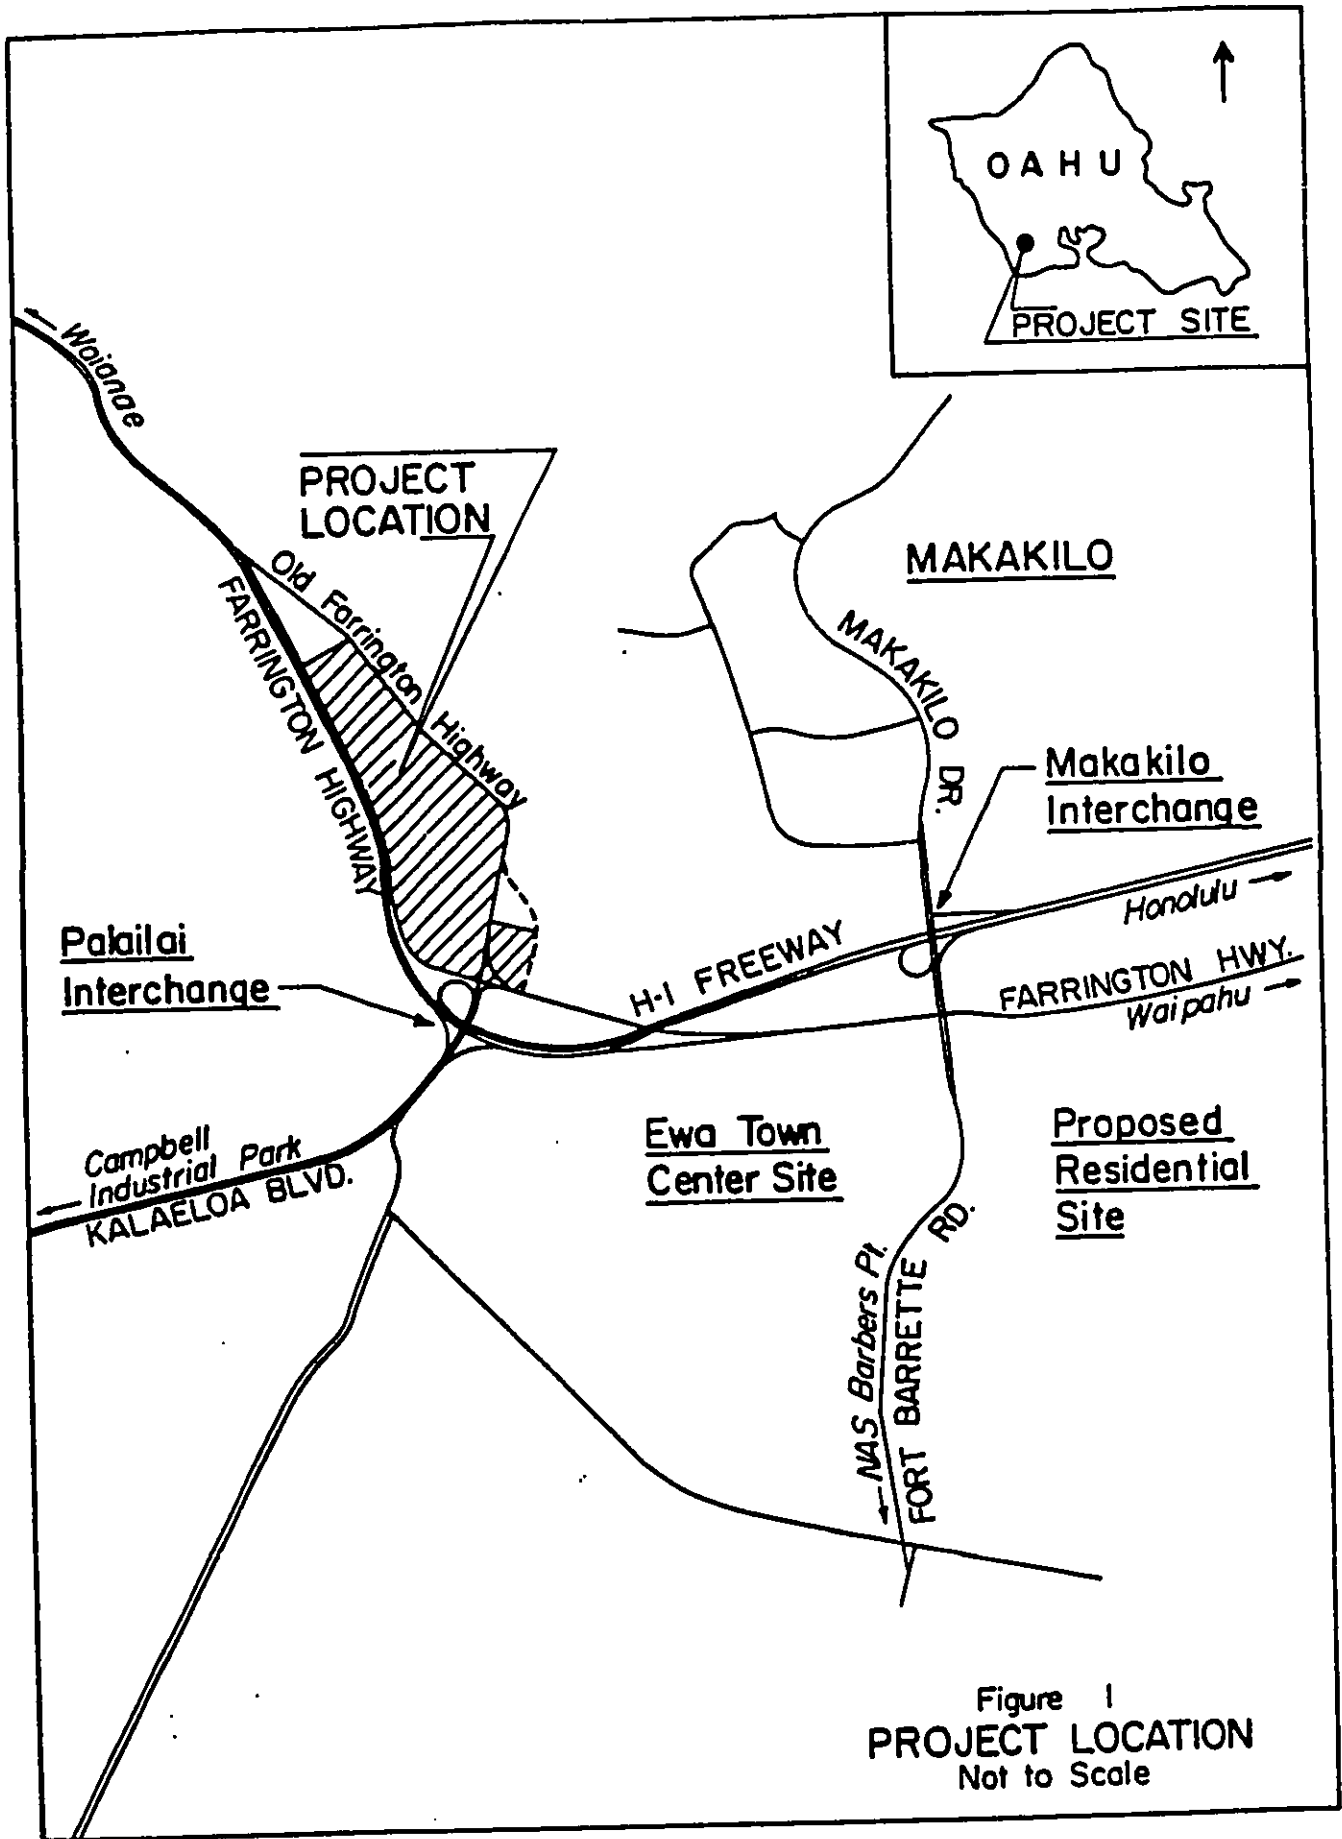 OAHU
PROJECT SITE
Waianae
PROJECT
LOCATION
Old Farrington Highway
FARRINGTON HIGHWAY
MAKAKILO
MAKAKILO DR.
Makakilo
Interchange
Honolulu
H-1 FREEWAY
FARRINGTON HWY.
Waipahu
Palailai
Interchange
Campbell
Industrial Park
KALAELOA BLVD.
Ewa Town
Center Site
Proposed
Residential
Site
NAS Barbers Pt.
FORT BARRETTE RD.
Figure 1
PROJECT LOCATION
Not to Scale